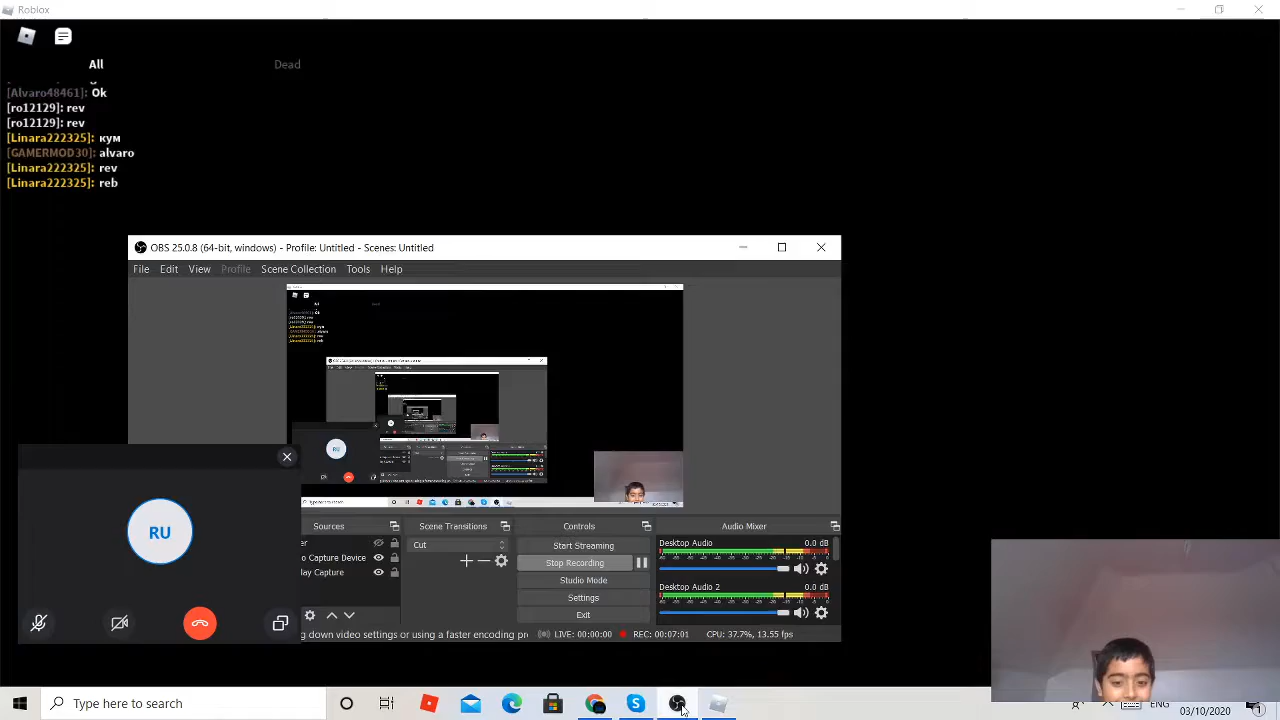 Roblox
All
Dead
[Alvaro48461]: Ok
[ro12129]: rev
[ro12129]: rev
[Linara222325]: кум
[GAMERMOD30]: alvaro
[Linara222325]: rev
[Linara222325]: reb
OBS 25.0.8 (64-bit, windows) - Profile: Untitled - Scenes: Untitled
File Edit View Profile Scene Collection Tools Help
RU
Sources
Scene Transitions
Controls
Audio Mixer
Capture Device
Capture
Cut
Start Streaming
Stop Recording
Studio Mode
Settings
Exit
Desktop Audio 0.0 dB
Desktop Audio 2 0.0 dB
down video settings or using a faster encoding
LIVE: 00:00:00
REC: 00:07:01
CPU: 37.7%, 13.55 fps
Type here to search
03/10/2020